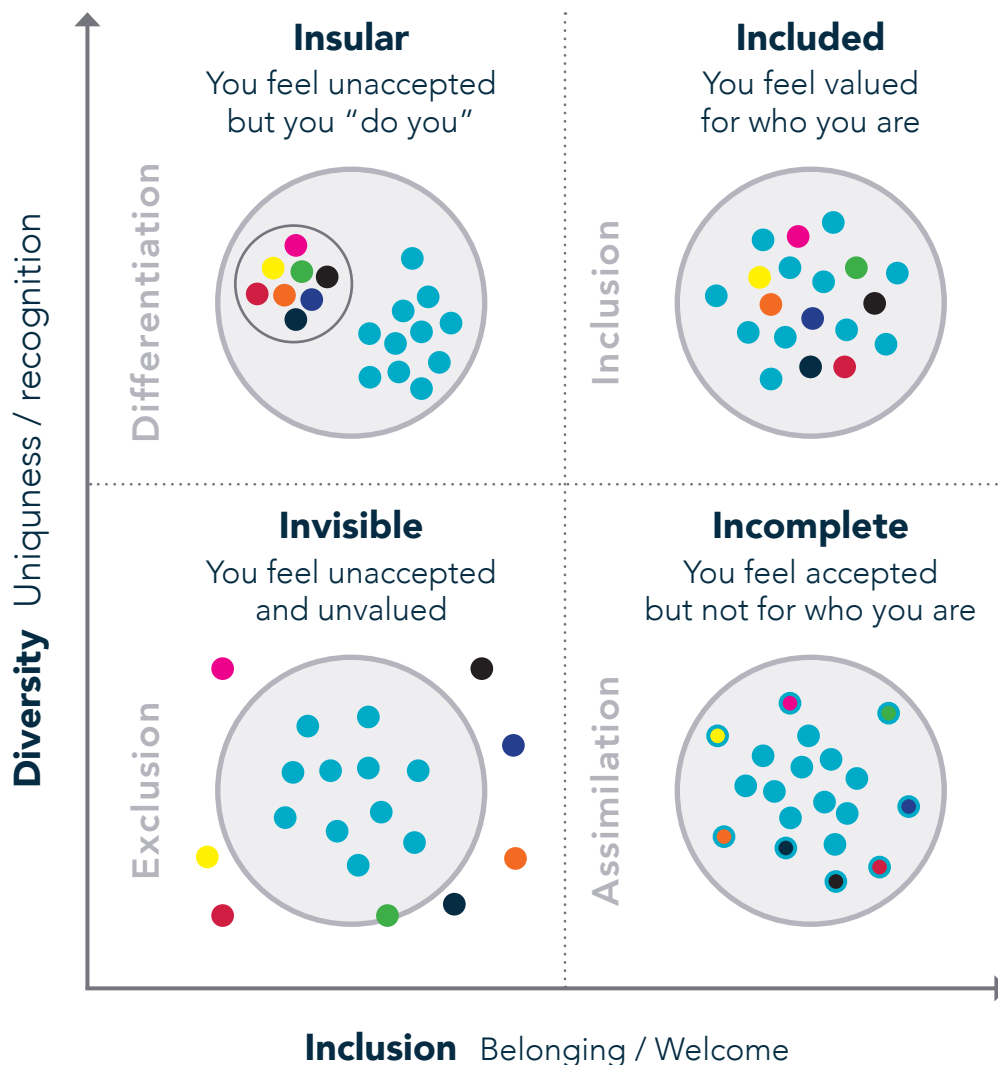 Insular
You feel unaccepted
but you “do you”
Differentiation
Included
You feel valued
for who you are
Inclusion
Invisible
You feel unaccepted
and unvalued
Exclusion
Incomplete
You feel accepted
but not for who you are
Assimilation
Diversity Uniquness / recognition
Inclusion Belonging / Welcome